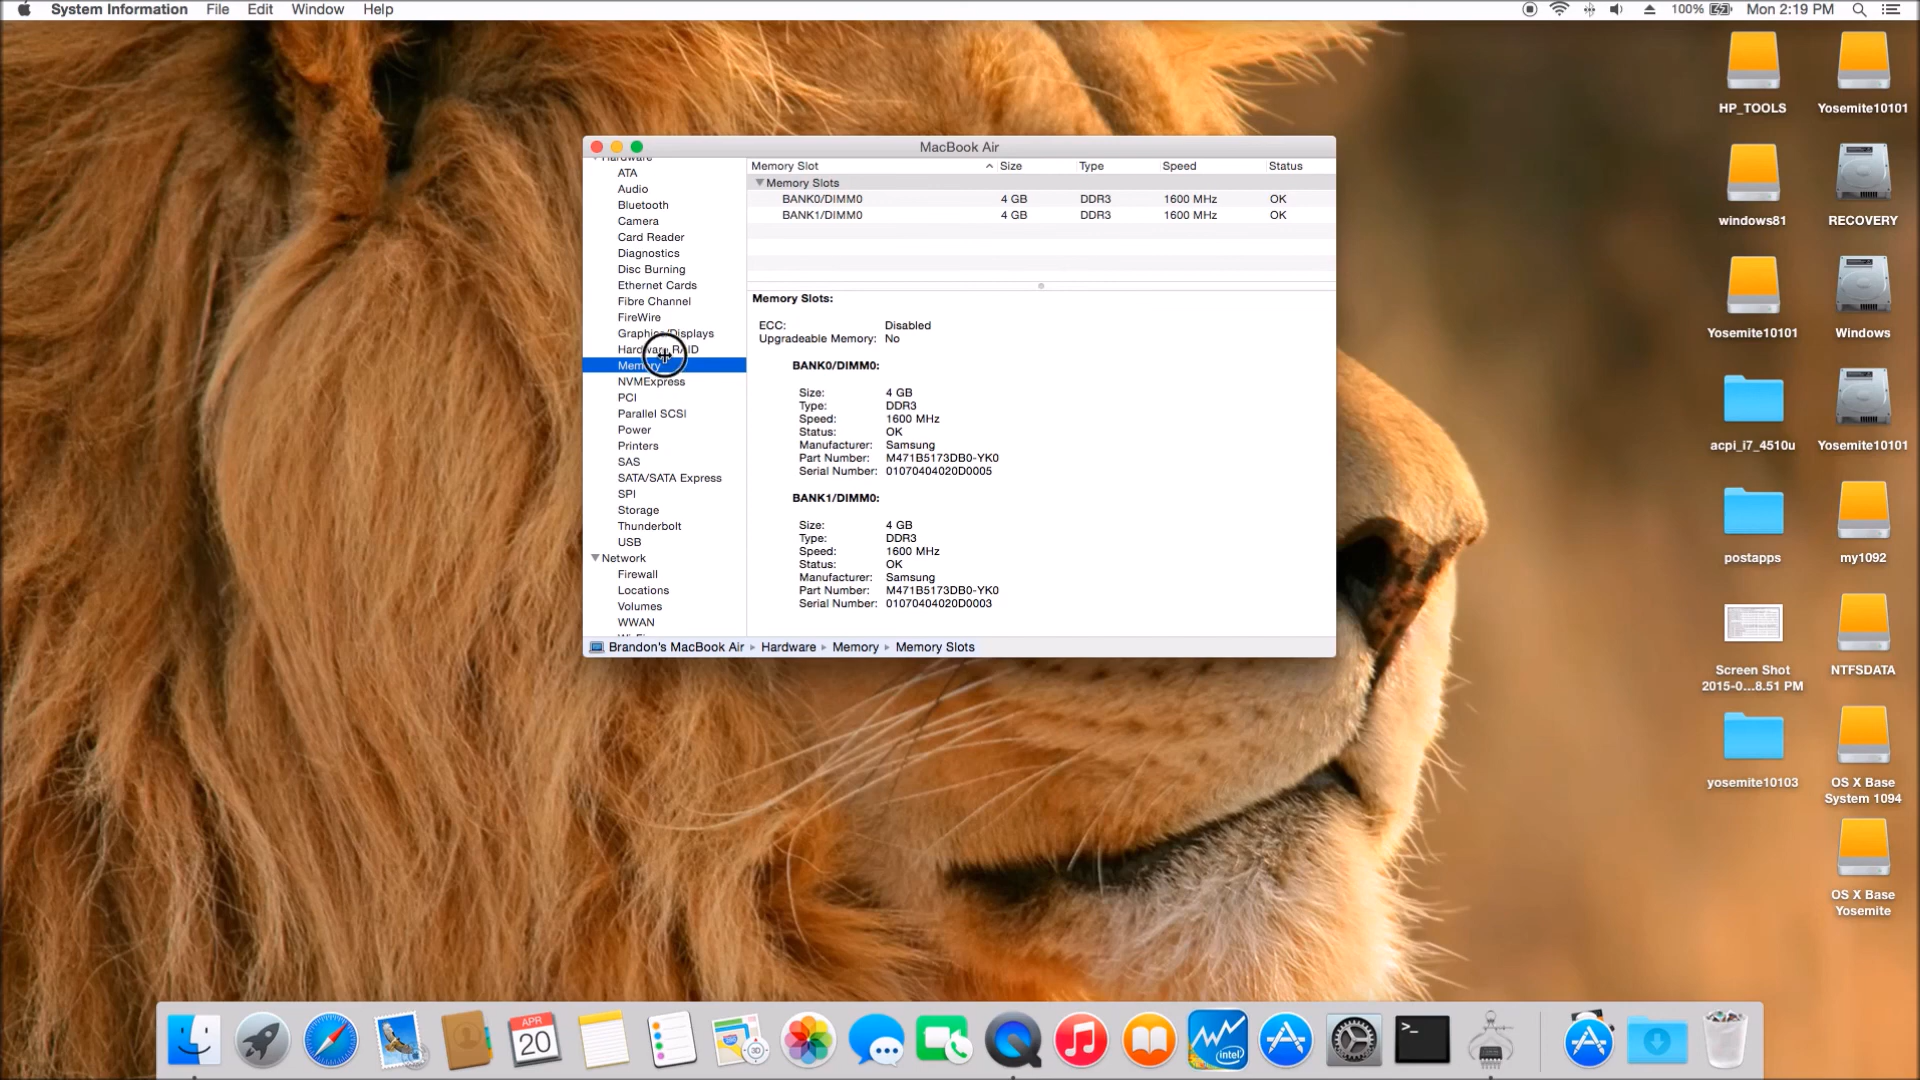 System Information File Edit Window Help
100% Mon 2:19 PM
MacBook Air
Hardware
ATA
Audio
Bluetooth
Camera
Card Reader
Diagnostics
Disc Burning
Ethernet Cards
Fibre Channel
FireWire
Graphics/Displays
Hardware RAID
Memory
NVMExpress
PCI
Parallel SCSI
Power
Printers
SAS
SATA/SATA Express
SPI
Storage
Thunderbolt
USB
Network
Firewall
Locations
Volumes
WWAN
Memory Slot Size Type Speed Status
Memory Slots
BANK0/DIMM0 4 GB DDR3 1600 MHz OK
BANK1/DIMM0 4 GB DDR3 1600 MHz OK
Memory Slots:
ECC: Disabled
Upgradeable Memory: No
BANK0/DIMM0:
Size: 4 GB
Type: DDR3
Speed: 1600 MHz
Status: OK
Manufacturer: Samsung
Part Number: M471B5173DB0-YK0
Serial Number: 01070404020D0005
BANK1/DIMM0:
Size: 4 GB
Type: DDR3
Speed: 1600 MHz
Status: OK
Manufacturer: Samsung
Part Number: M471B5173DB0-YK0
Serial Number: 01070404020D0003
Brandon's MacBook Air Hardware Memory Memory Slots
HP_TOOLS Yosemite10101
windows81 RECOVERY
Yosemite10101 Windows
acpi_i7_4510u Yosemite10101
postapps my1092
Screen Shot
2015-0...8.51 PM
NTFSDATA
yosemite10103
OS X Base
System 1094
OS X Base
Yosemite
APR
20
30
intel
>_